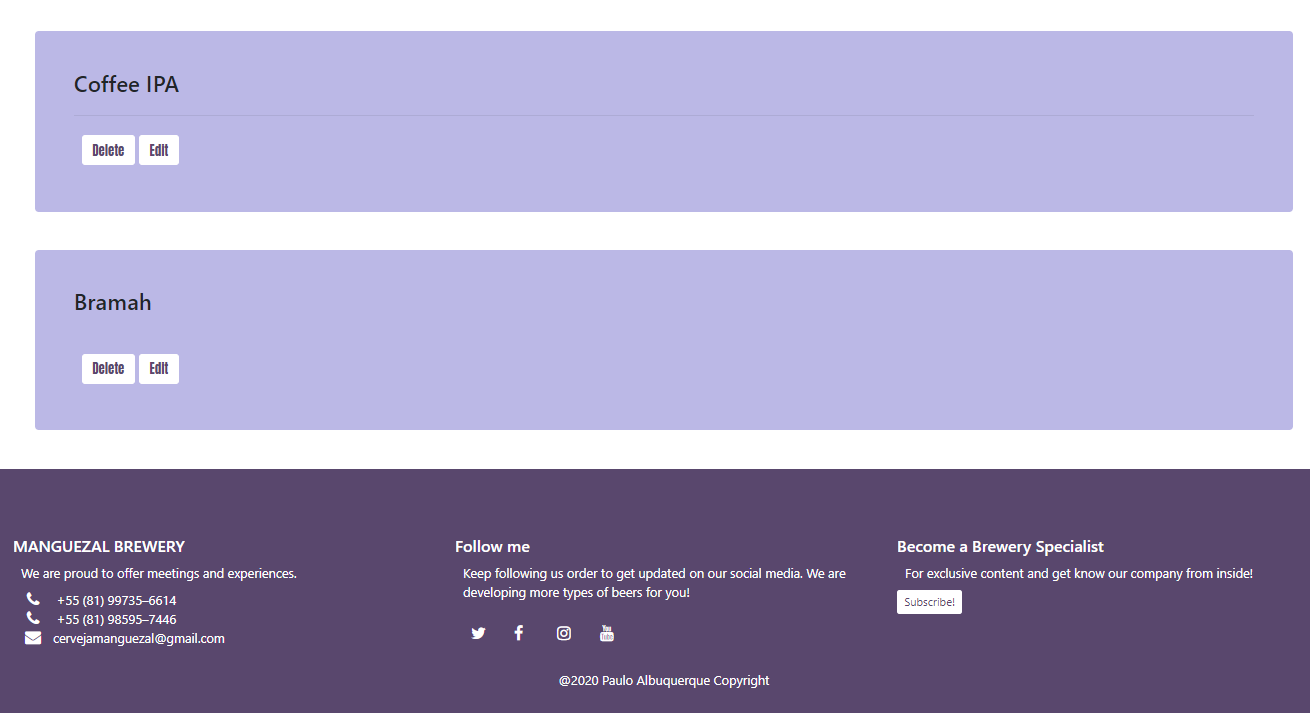 Coffee IPA
Delete Edit
Bramah
Delete Edit
MANGUEZAL BREWERY
We are proud to offer meetings and experiences.
+55 (81) 99735–6614
+55 (81) 98595–7446
cervejamanguezal@gmail.com
Follow me
Keep following us order to get updated on our social media. We are
developing more types of beers for you!
You Tube
Become a Brewery Specialist
For exclusive content and get know our company from inside!
Subscribe!
@2020 Paulo Albuquerque Copyright